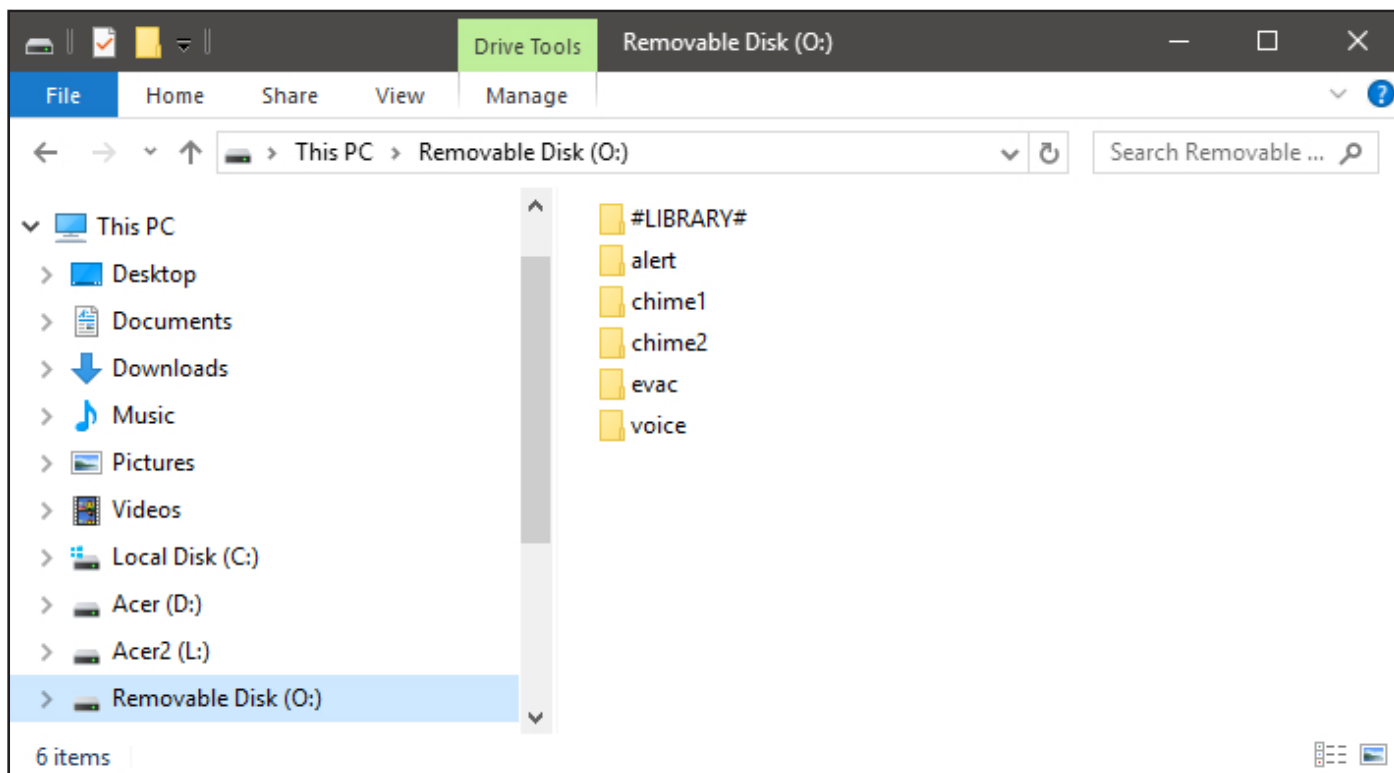 Drive Tools Removable Disk (O:)
File Home Share View Manage
This PC > Removable Disk (O:) Search Removable ...
This PC
Desktop
Documents
Downloads
Music
Pictures
Videos
Local Disk (C:)
Acer (D:)
Acer2 (L:)
Removable Disk (O:)
#LIBRARY#
alert
chime1
chime2
evac
voice
6 items